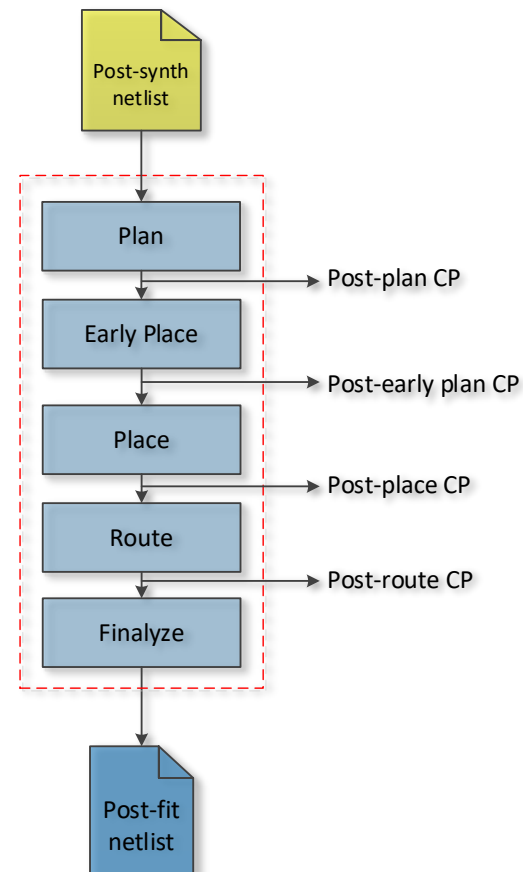 Post-synth
netlist
Plan
Post-plan CP
Early Place
Post-early plan CP
Place
Post-place CP
Route
Post-route CP
Finalyze
Post-fit
netlist